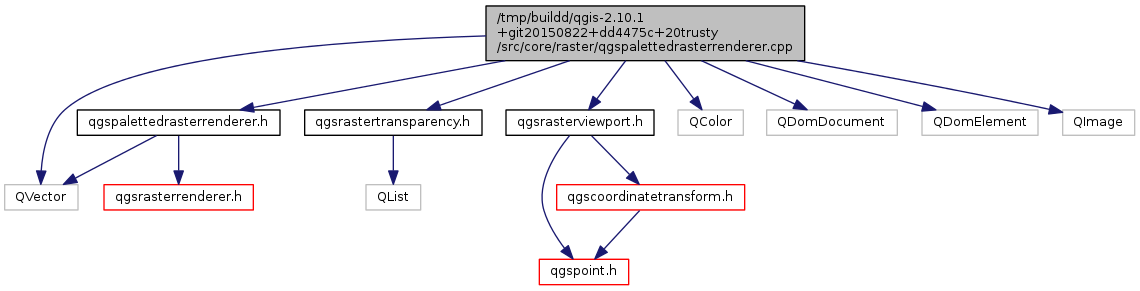 /tmp/buildd/qgis-2.10.1
+git20150822+dd4475c+20trusty
/src/core/raster/qgspalettedrasterrenderer.cpp
qgspalettedrasterrenderer.h
qgsrastertransparency.h
qgsrasterviewport.h
QColor
QDomDocument
QDomElement
QImage
QVector
qgsrasterrenderer.h
QList
qgscoordinatetransform.h
qgspoint.h